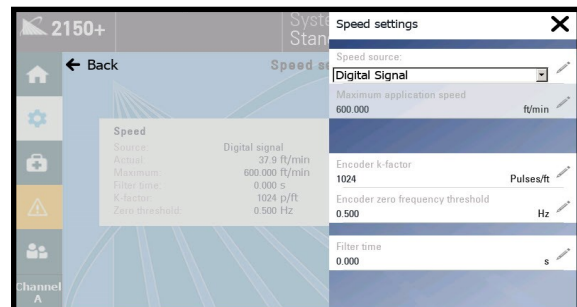 2150+
Syste
Stan
Back
Speed se
Speed
Source: Digital signal
Actual 37.9 ft/min
Maximum: 600.000 ft/min
Filter time: 0.000 s
K-factor: 1024 p/ft
Zero threshold: 0.500 Hz
Channel
A
Speed settings
Speed source:
Digital Signal
Maximum application speed
600.000 ft/min
Encoder k-factor
1024 Pulses/ft
Encoder zero frequency threshold
0.500 Hz
Filter time
0.000 s